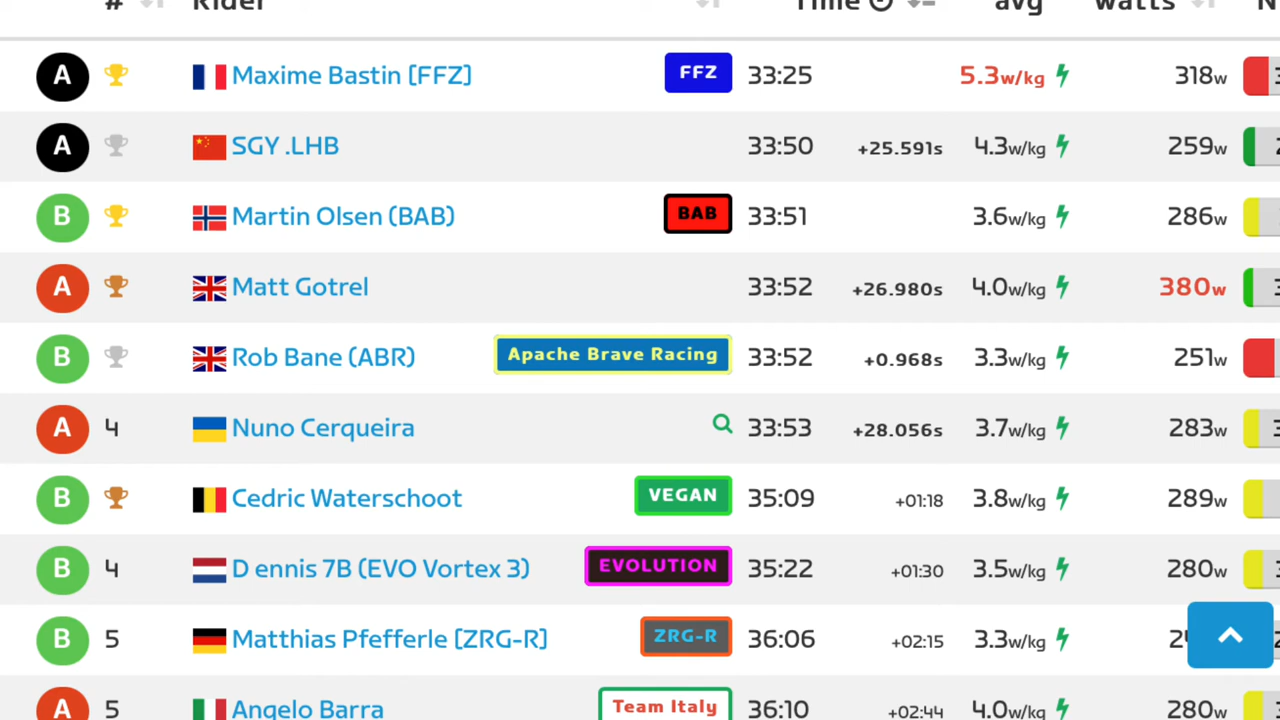 # Rider Time avg watts
A Maxime Bastin [FFZ] FFZ 33:25 5.3w/kg 318w
A SGY .LHB 33:50 +25.591s 4.3w/kg 259w
B Martin Olsen (BAB) BAB 33:51 3.6w/kg 286w
A Matt Gotrel 33:52 +26.980s 4.0w/kg 380w
B Rob Bane (ABR) Apache Brave Racing 33:52 +0.968s 3.3w/kg 251w
A 4 Nuno Cerqueira 33:53 +28.056s 3.7w/kg 283w
B Cedric Waterschoot VEGAN 35:09 +01:18 3.8w/kg 289w
B 4 D ennis 7B (EVO Vortex 3) EVOLUTION 35:22 +01:30 3.5w/kg 280w
B 5 Matthias Pfefferle [ZRG-R] ZRG-R 36:06 +02:15 3.3w/kg
A 5 Angelo Barra Team Italy 36:10 +02:44 4.0w/kg 280w